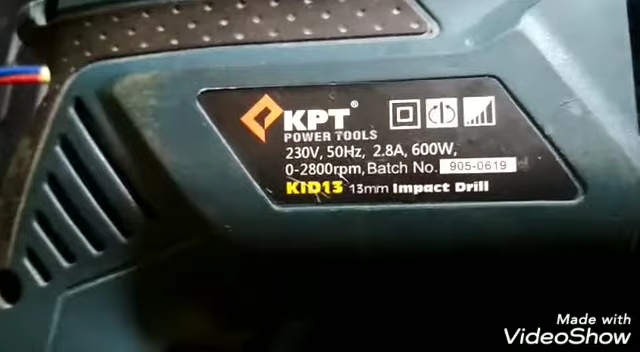 KPT®
POWER TOOLS
230V, 50Hz, 2.8A, 600W,
0-2800rpm, Batch No. 905-0619
KID13 13mm Impact Drill
Made with
VideoShow